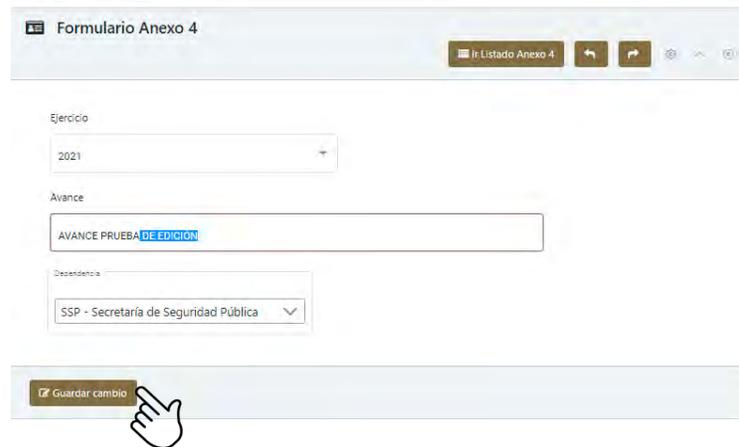 Formulario Anexo 4
Ir Listado Anexo 4
Ejercicio
2021
Avance
AVANCE PRUEBA DE EDICIÓN
Dependencia
SSP - Secretaría de Seguridad Pública
Guardar cambio